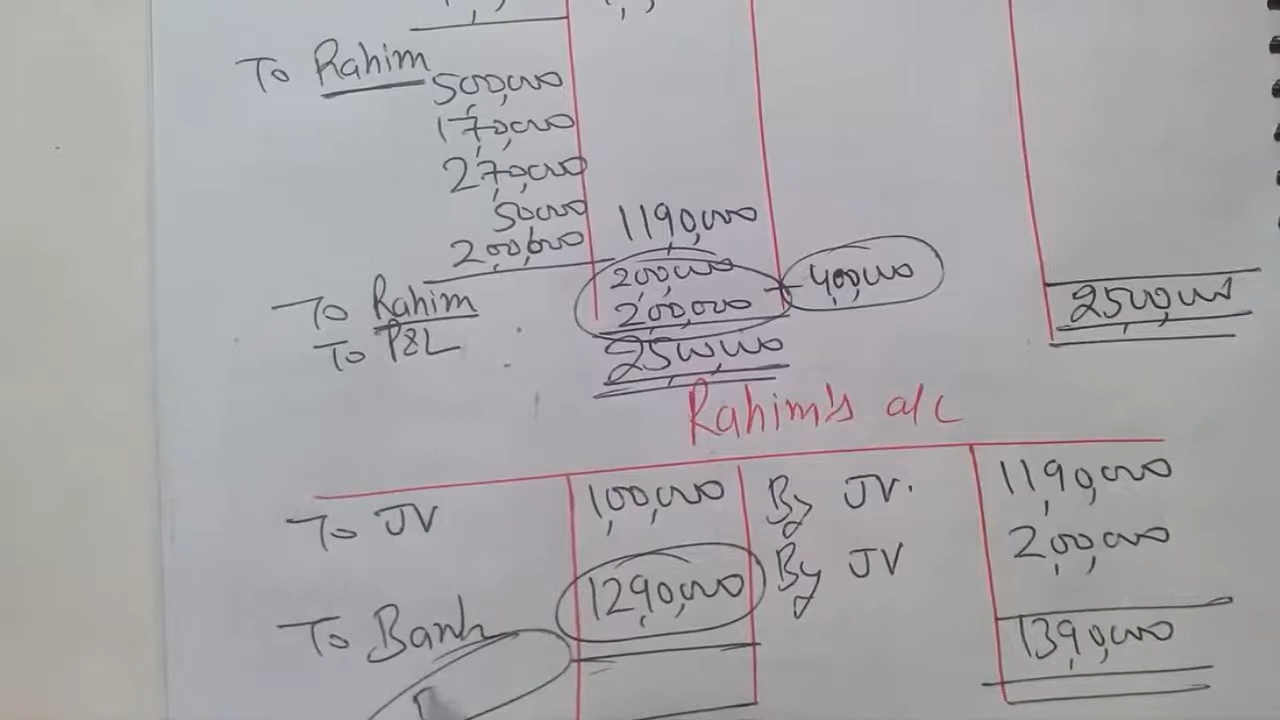 To Rahim
500,000
170,000
270,000
50000
200,000
1190,000
To Rahim 200,000 400,000
To P&L 200,000
2500,000 2500,000
Rahim's a/c
To JV 100,000 By JV. 1190,000
By JV 200,000
To Bank 1290,000
1390,000